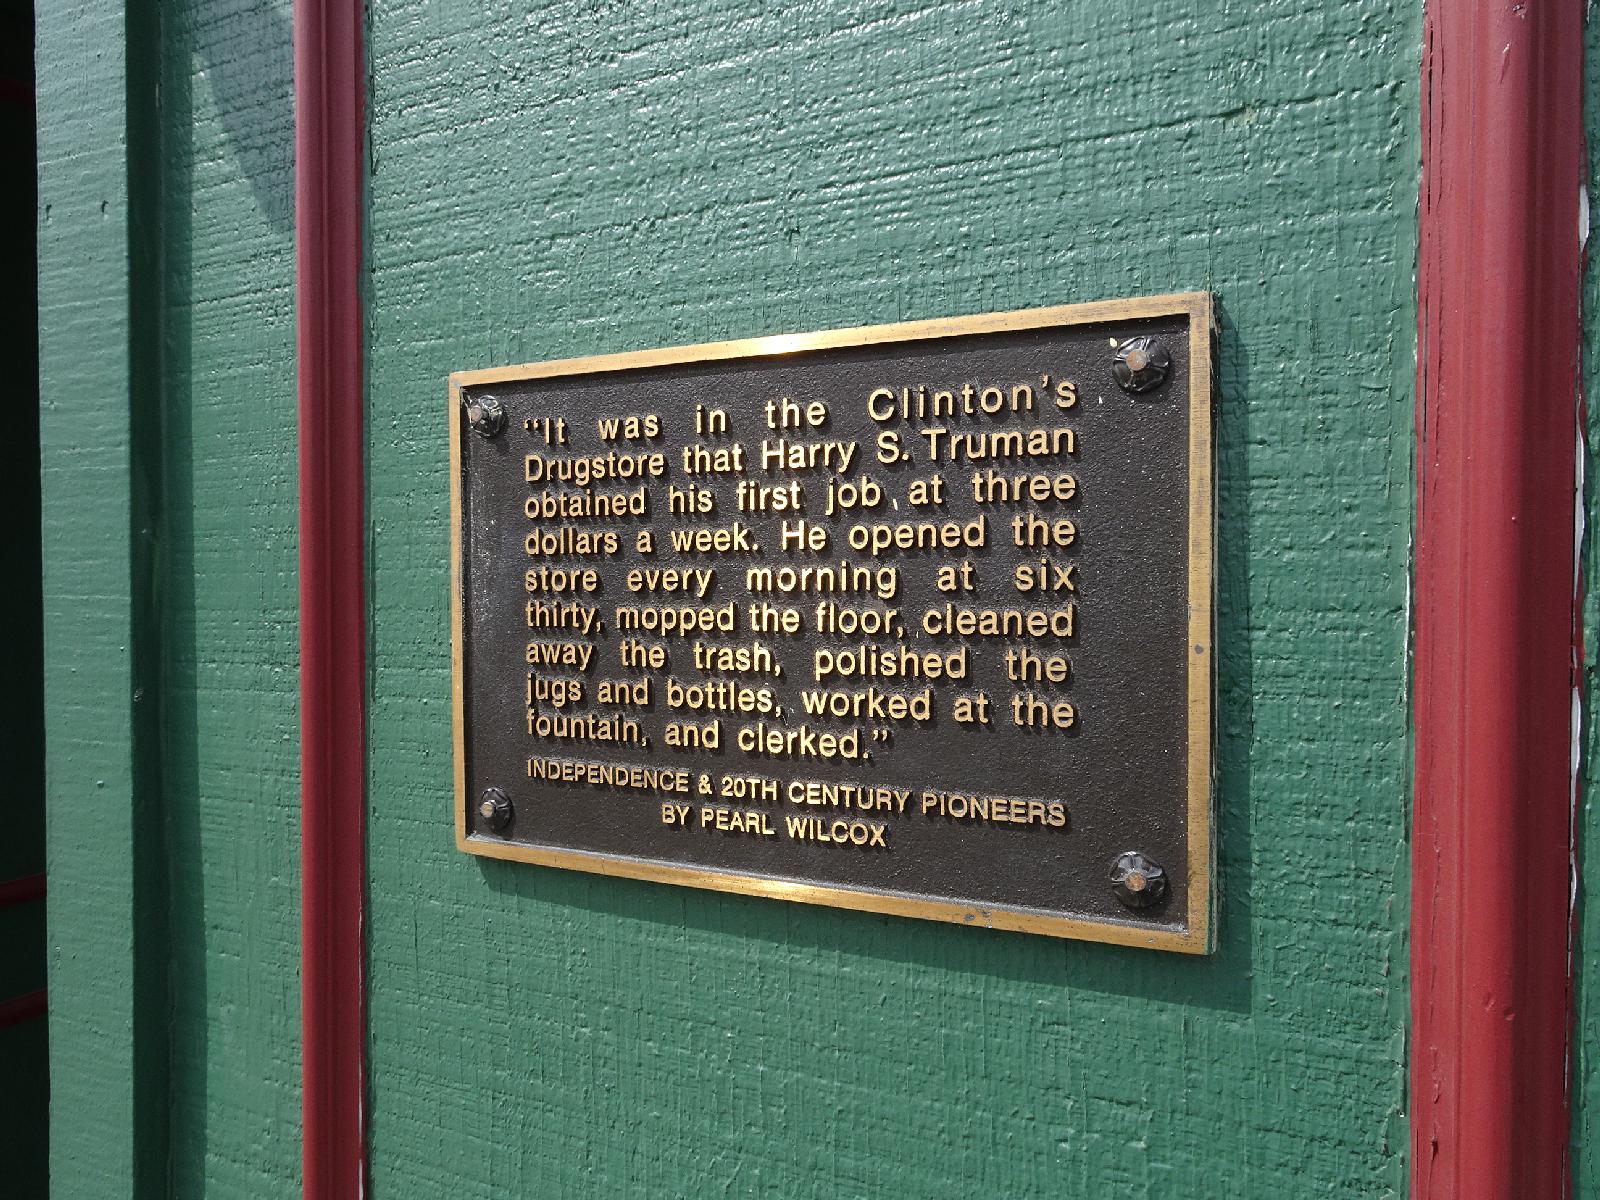 “It was in the Clinton's
Drugstore that Harry S. Truman
obtained his first job at three
dollars a week. He opened the
store every morning at six
thirty, mopped the floor, cleaned
away the trash, polished the
jugs and bottles, worked at the
fountain, and clerked.”
INDEPENDENCE & 20TH CENTURY PIONEERS
BY PEARL WILCOX